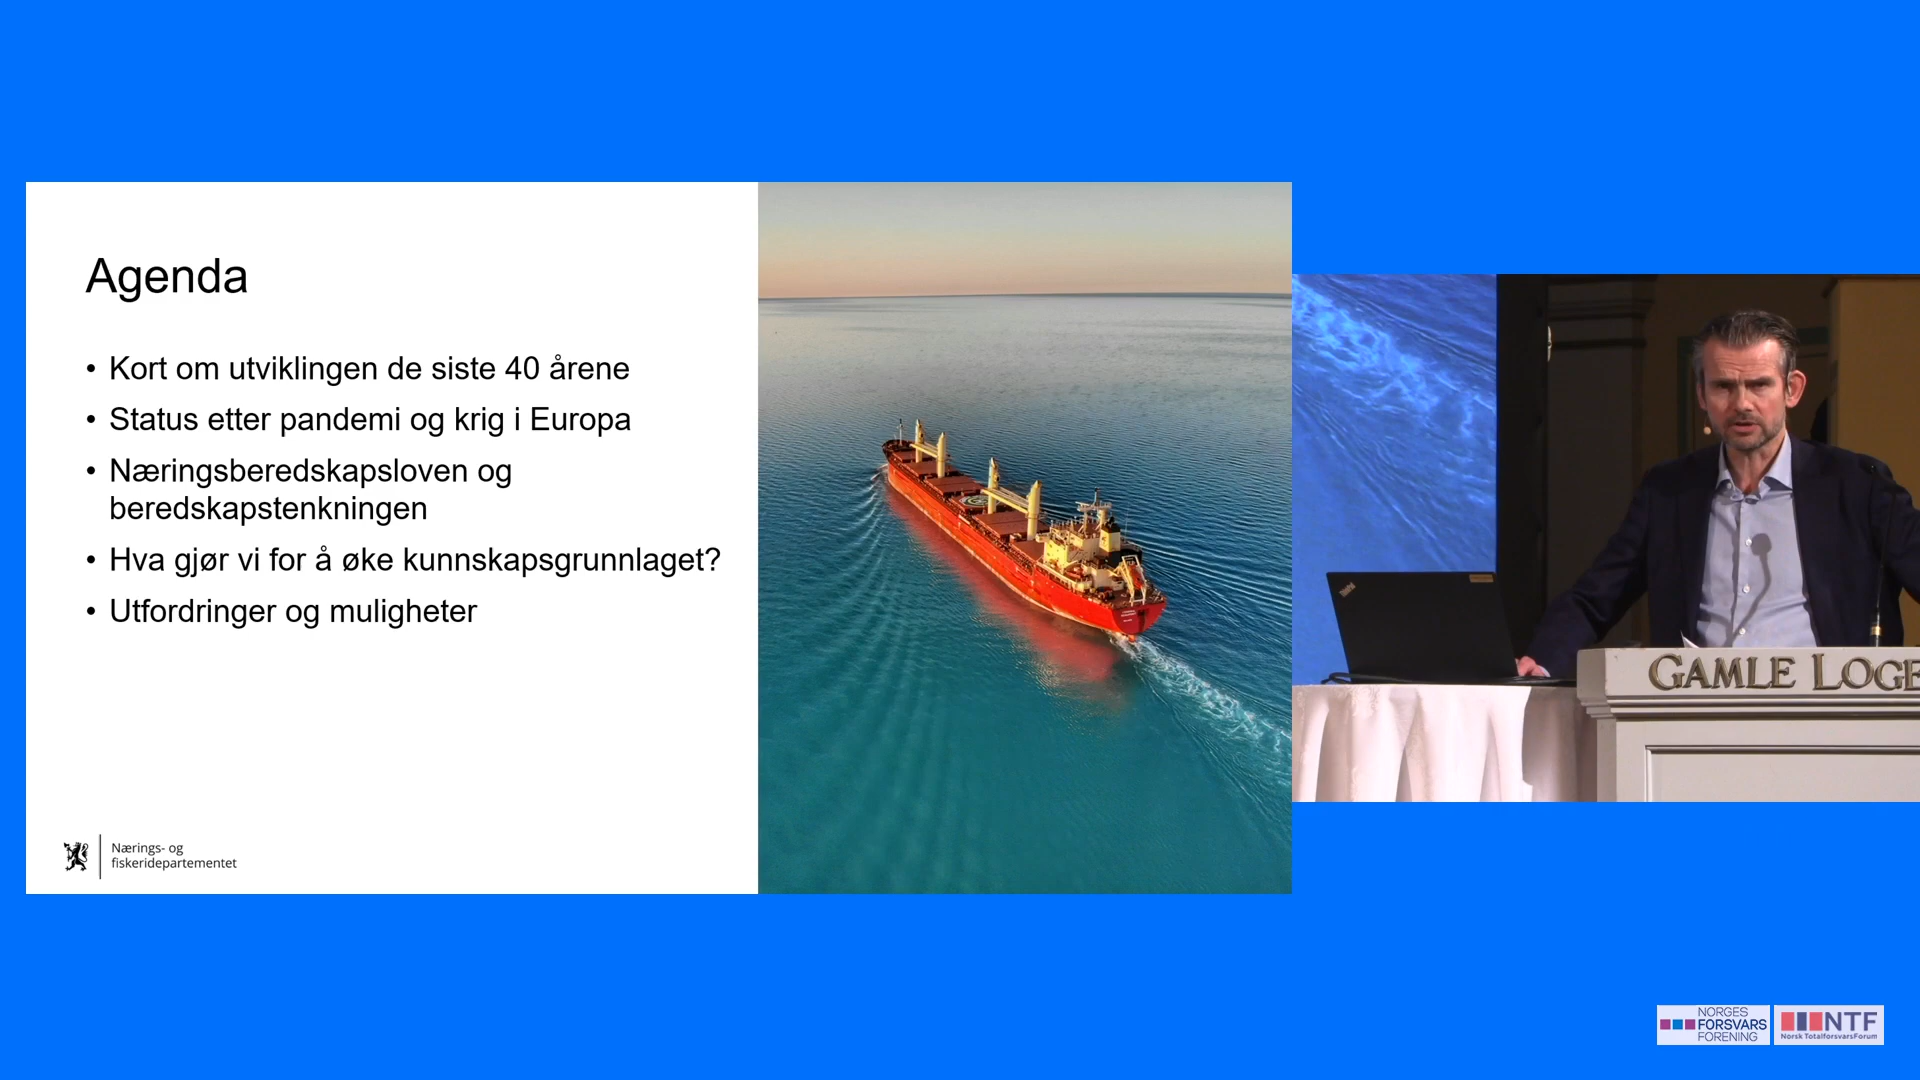 Agenda
• Kort om utviklingen de siste 40 årene
• Status etter pandemi og krig i Europa
• Næringsberedskapsloven og
beredskapstenkningen
• Hva gjør vi for å øke kunnskapsgrunnlaget?
• Utfordringer og muligheter
Nærings- og
fiskeridepartementet
ThinkPad
GAMLE LOGE
NORGES
FORSVARS
FORENING
NTF
Norsk TotalforsvarsForum